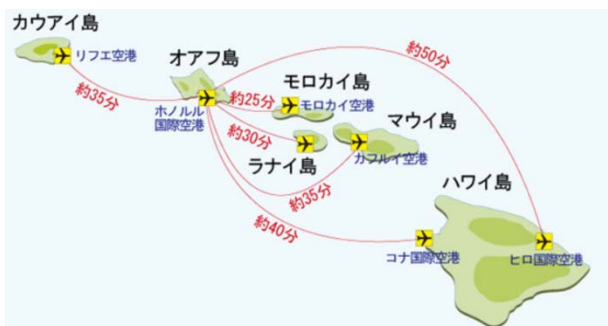 カウアイ島
リフエ空港
約35分
オアフ島
ホノルル
国際空港
約25分
モロカイ島
モロカイ空港
約30分
ラナイ島
マウイ島
カフルイ空港
約35分
約40分
約50分
ハワイ島
コナ国際空港
ヒロ国際空港